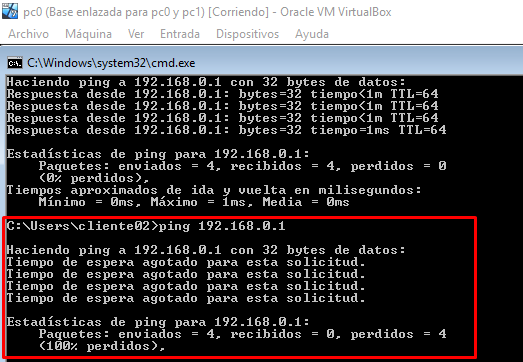 pc0 (Base enlazada para pc0 y pc1) [Corriendo] - Oracle VM VirtualBox
Archivo Máquina Ver Entrada Dispositivos Ayuda
C:\Windows\system32\cmd.exe
Haciendo ping a 192.168.0.1 con 32 bytes de datos:
Respuesta desde 192.168.0.1: bytes=32 tiempo<1m TTL=64
Respuesta desde 192.168.0.1: bytes=32 tiempo<1m TTL=64
Respuesta desde 192.168.0.1: bytes=32 tiempo<1m TTL=64
Respuesta desde 192.168.0.1: bytes=32 tiempo=1ms TTL=64
Estadísticas de ping para 192.168.0.1:
Paquetes: enviados = 4, recibidos = 4, perdidos = 0
(0% perdidos),
Tiempos aproximados de ida y vuelta en milisegundos:
Mínimo = 0ms, Máximo = 1ms, Media = 0ms
C:\Users\cliente02>ping 192.168.0.1
Haciendo ping a 192.168.0.1 con 32 bytes de datos:
Tiempo de espera agotado para esta solicitud.
Tiempo de espera agotado para esta solicitud.
Tiempo de espera agotado para esta solicitud.
Tiempo de espera agotado para esta solicitud.
Estadísticas de ping para 192.168.0.1:
Paquetes: enviados = 4, recibidos = 0, perdidos = 4
(100% perdidos),